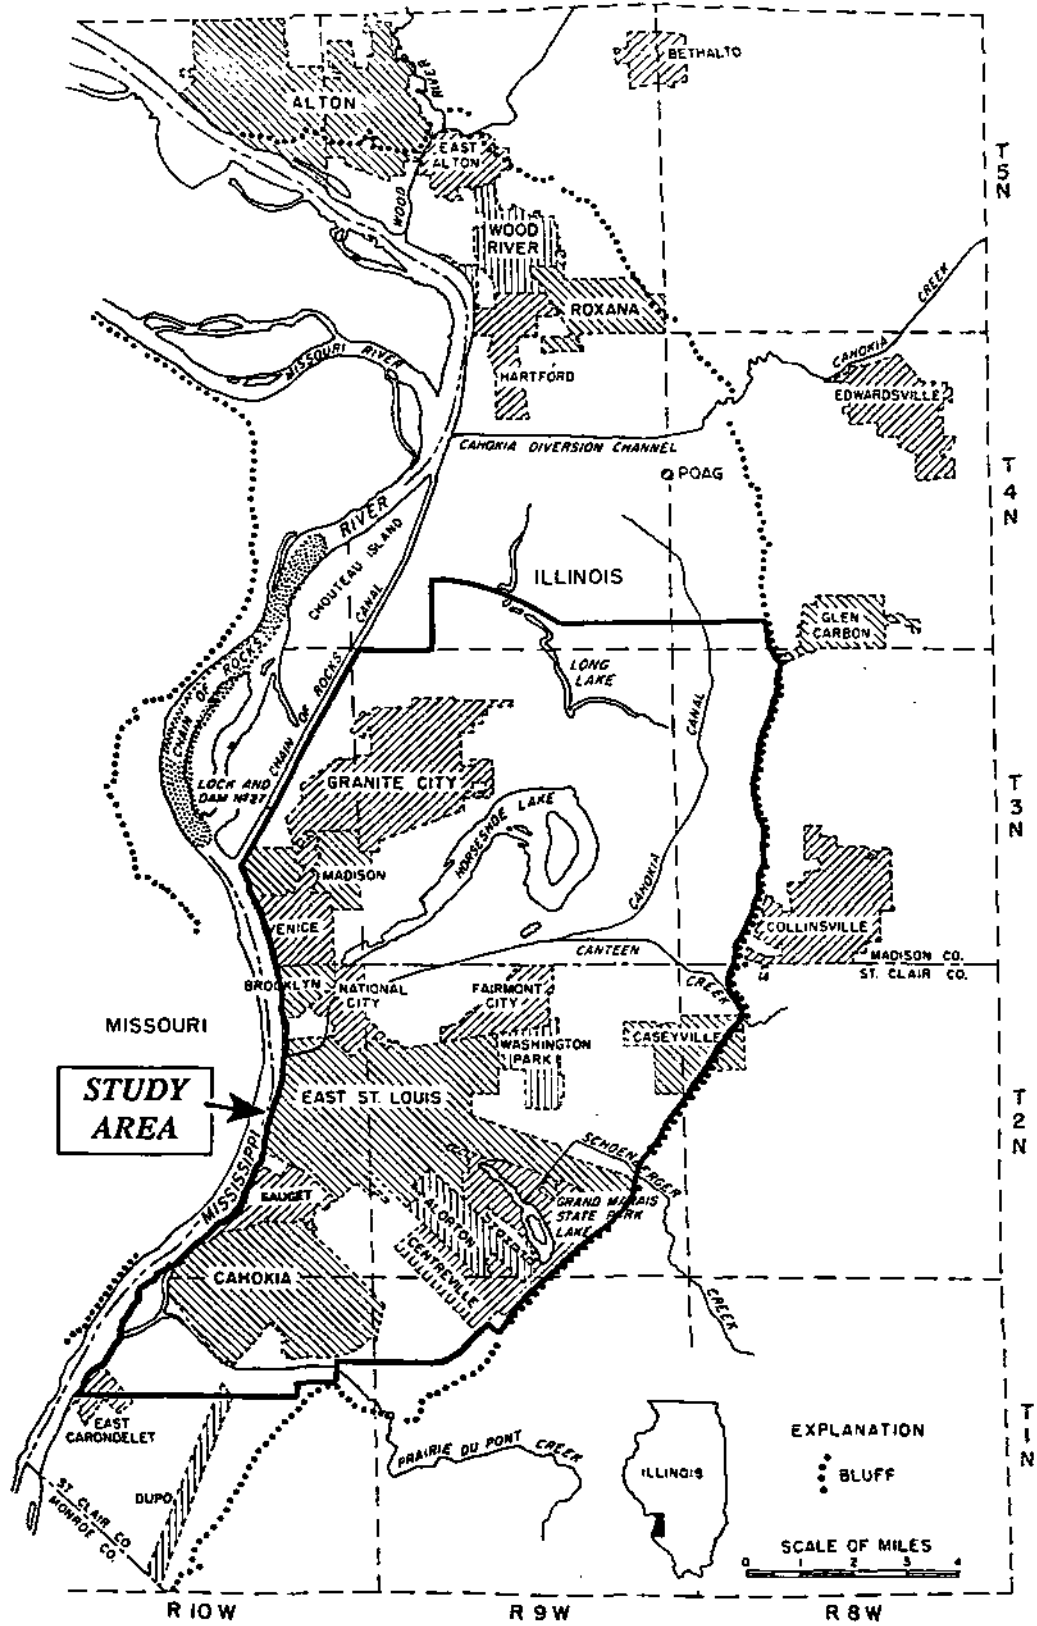 BETHALTO
RIVER
ALTON
EAST
ALTON
T
5
N
WOOD
WOOD
RIVER
CREEK
ROXANA
MISSOURI RIVER
CAHOKIA
HARTFORD
EDWARDSVILLE
CAHOKIA DIVERSION CHANNEL
POAG
T
4
N
RIVER
CHOUTEAU ISLAND
ILLINOIS
CANAL
GLEN
CARBON
CHAIN OF ROCKS
LONG
LAKE
CHAIN OF ROCKS
CANAL
LOCK AND
DAM Nº27
GRANITE CITY
T
3
N
HORSESHOE LAKE
MADISON
CAHOKIA
VENICE
COLLINSVILLE
CANTEEN
MADISON CO.
ST. CLAIR CO.
BROOKLYN
NATIONAL
CITY
FAIRMONT
CITY
CREEK
MISSOURI
WASHINGTON
PARK
CASEYVILLE
STUDY
AREA
EAST ST. LOUIS
T
2
N
MISSISSIPPI
SCHOENBERGER
SAUGET
ALORTON
GRAND MARAIS
STATE PARK
LAKE
CENTREVILLE
CAHOKIA
CREEK
EAST
CARONDELET
T
1
N
EXPLANATION
PRAIRIE DU PONT CREEK
ILLINOIS
BLUFF
DUPO
ST. CLAIR CO
MONROE CO.
SCALE OF MILES
0 1 2 3 4
R 10 W R 9 W R 8 W